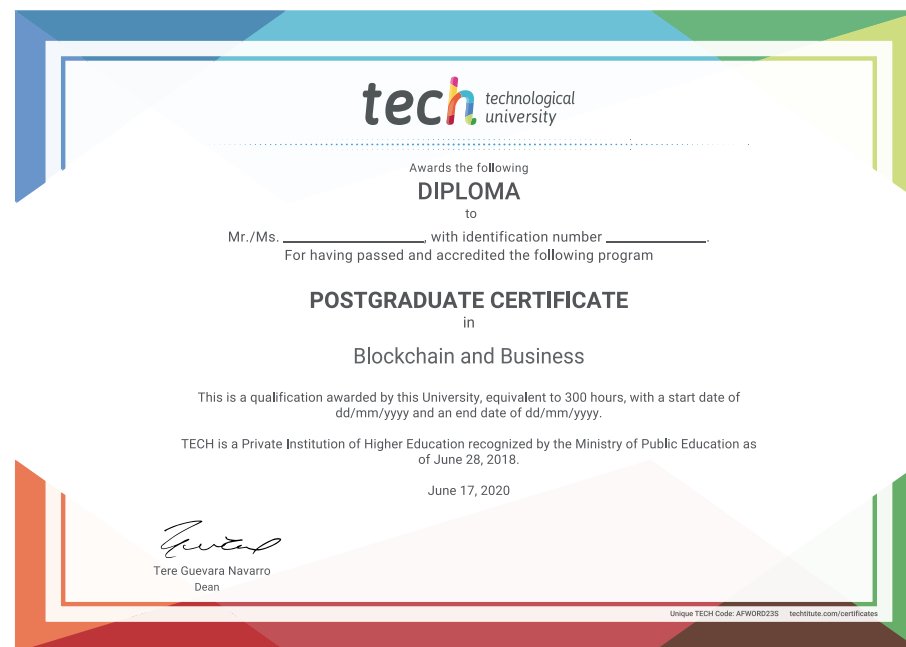 tech technological
university
Awards the following
DIPLOMA
to
Mr./Ms. ____________, with identification number _________.
For having passed and accredited the following program
POSTGRADUATE CERTIFICATE
in
Blockchain and Business
This is a qualification awarded by this University, equivalent to 300 hours, with a start date of
dd/mm/yyyy and an end date of dd/mm/yyyy.
TECH is a Private Institution of Higher Education recognized by the Ministry of Public Education as
of June 28, 2018.
June 17, 2020
Tere Guevara Navarro
Dean
Unique TECH Code: AFWORD23S techtitute.com/certificates